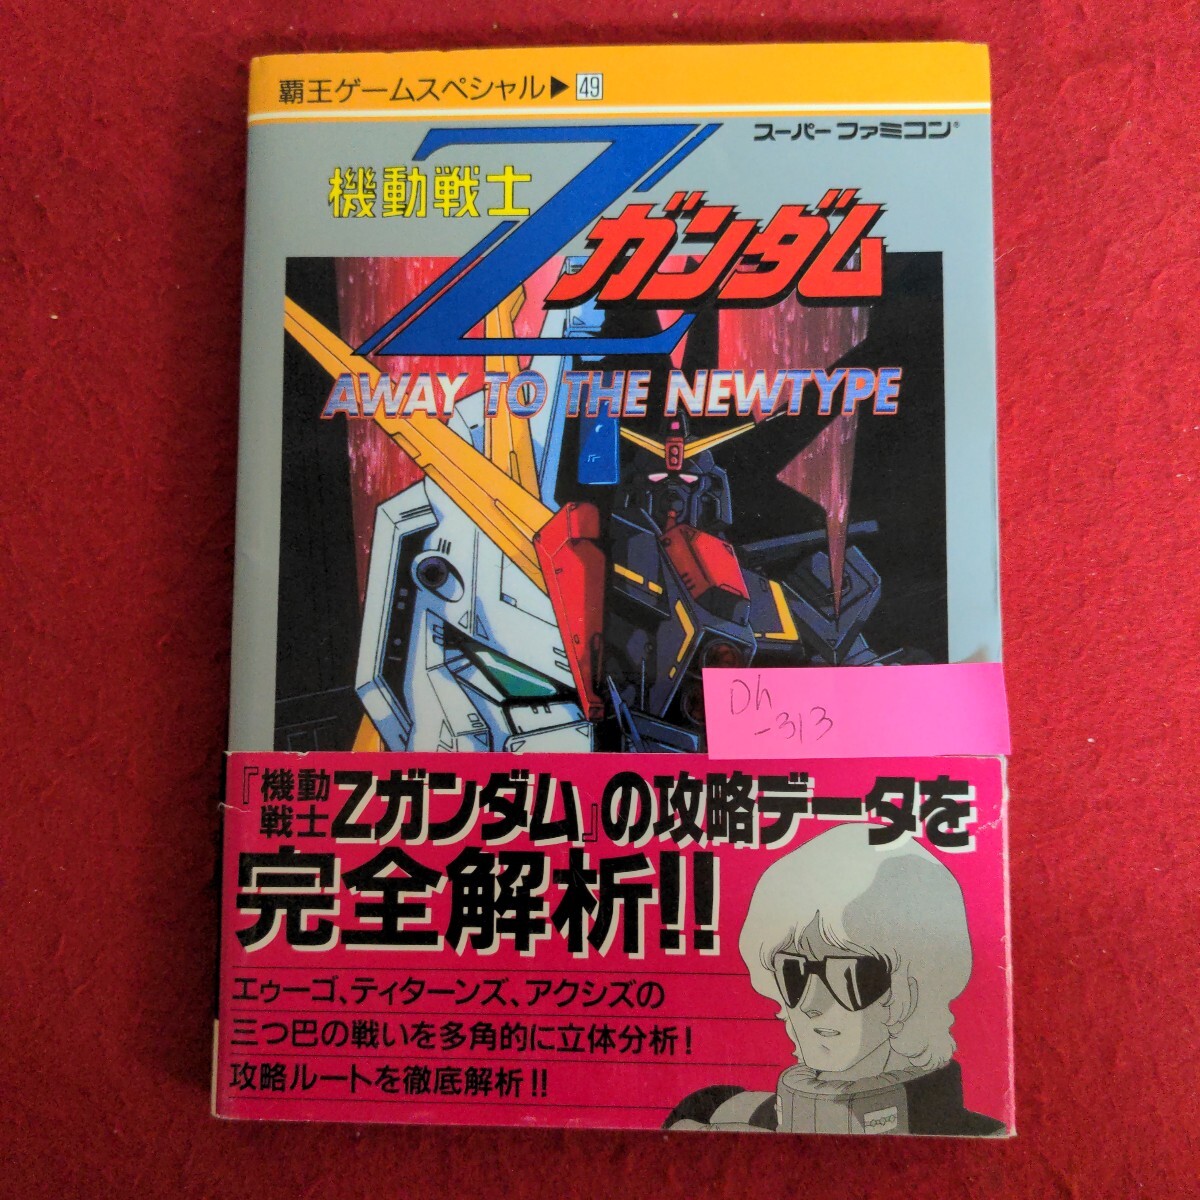 覇王ゲームスペシャル▶49
スーパーファミコン®
機動戦士Ζガンダム
AWAY TO THE NEWTYPE
Dh
-313
『機動戦士Ζガンダム』の攻略データを
完全解析!!
エゥーゴ、ティターンズ、アクシズの
三つ巴の戦いを多角的に立体分析!
攻略ルートを徹底解析!!